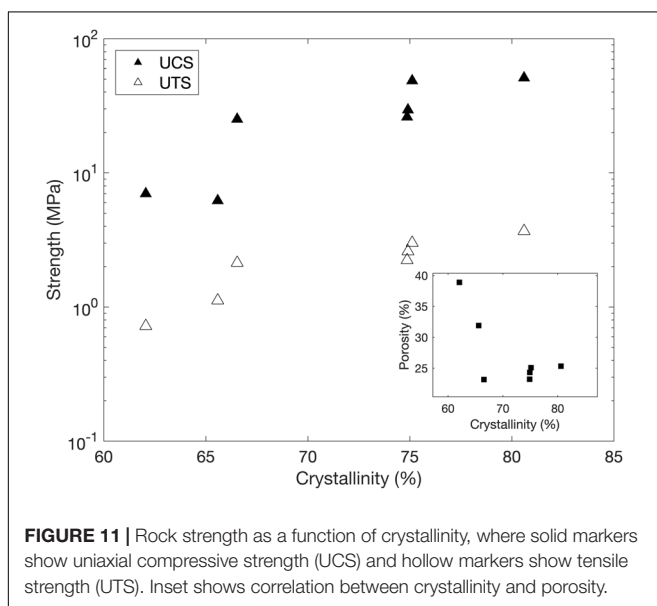 10²
UCS
UTS
10¹
Strength (MPa)
10⁰
10⁻¹
60 65 70 75 80 85
Crystallinity (%)
40
35
30
25
Porosity (%)
60 70 80
Crystallinity (%)
FIGURE 11 | Rock strength as a function of crystallinity, where solid markers
show uniaxial compressive strength (UCS) and hollow markers show tensile
strength (UTS). Inset shows correlation between crystallinity and porosity.